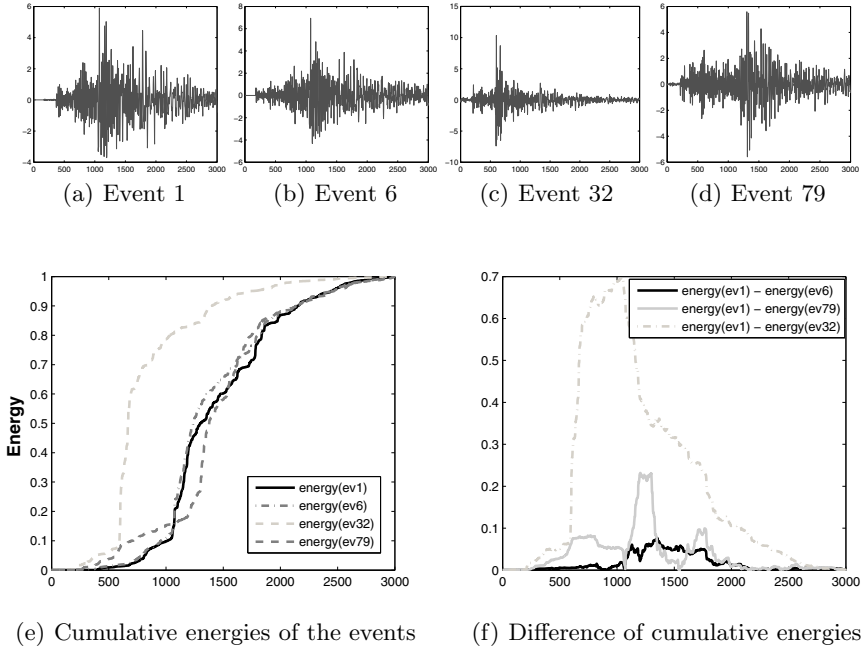 6
4
2
0
−2
−4
0 500 1000 1500 2000 2500 3000
(a) Event 1
8
6
4
2
0
−2
−4
−6
0 500 1000 1500 2000 2500 3000
(b) Event 6
15
10
5
0
−5
−10
0 500 1000 1500 2000 2500 3000
(c) Event 32
6
4
2
0
−2
−4
−6
0 500 1000 1500 2000 2500 3000
(d) Event 79
Energy
1
0.9
0.8
0.7
0.6
0.5
0.4
0.3
0.2
0.1
0
0 500 1000 1500 2000 2500 3000
energy(ev1)
energy(ev6)
energy(ev32)
energy(ev79)
(e) Cumulative energies of the events
0.7
0.6
0.5
0.4
0.3
0.2
0.1
0
0 500 1000 1500 2000 2500 3000
energy(ev1) − energy(ev6)
energy(ev1) − energy(ev79)
energy(ev1) − energy(ev32)
(f) Difference of cumulative energies